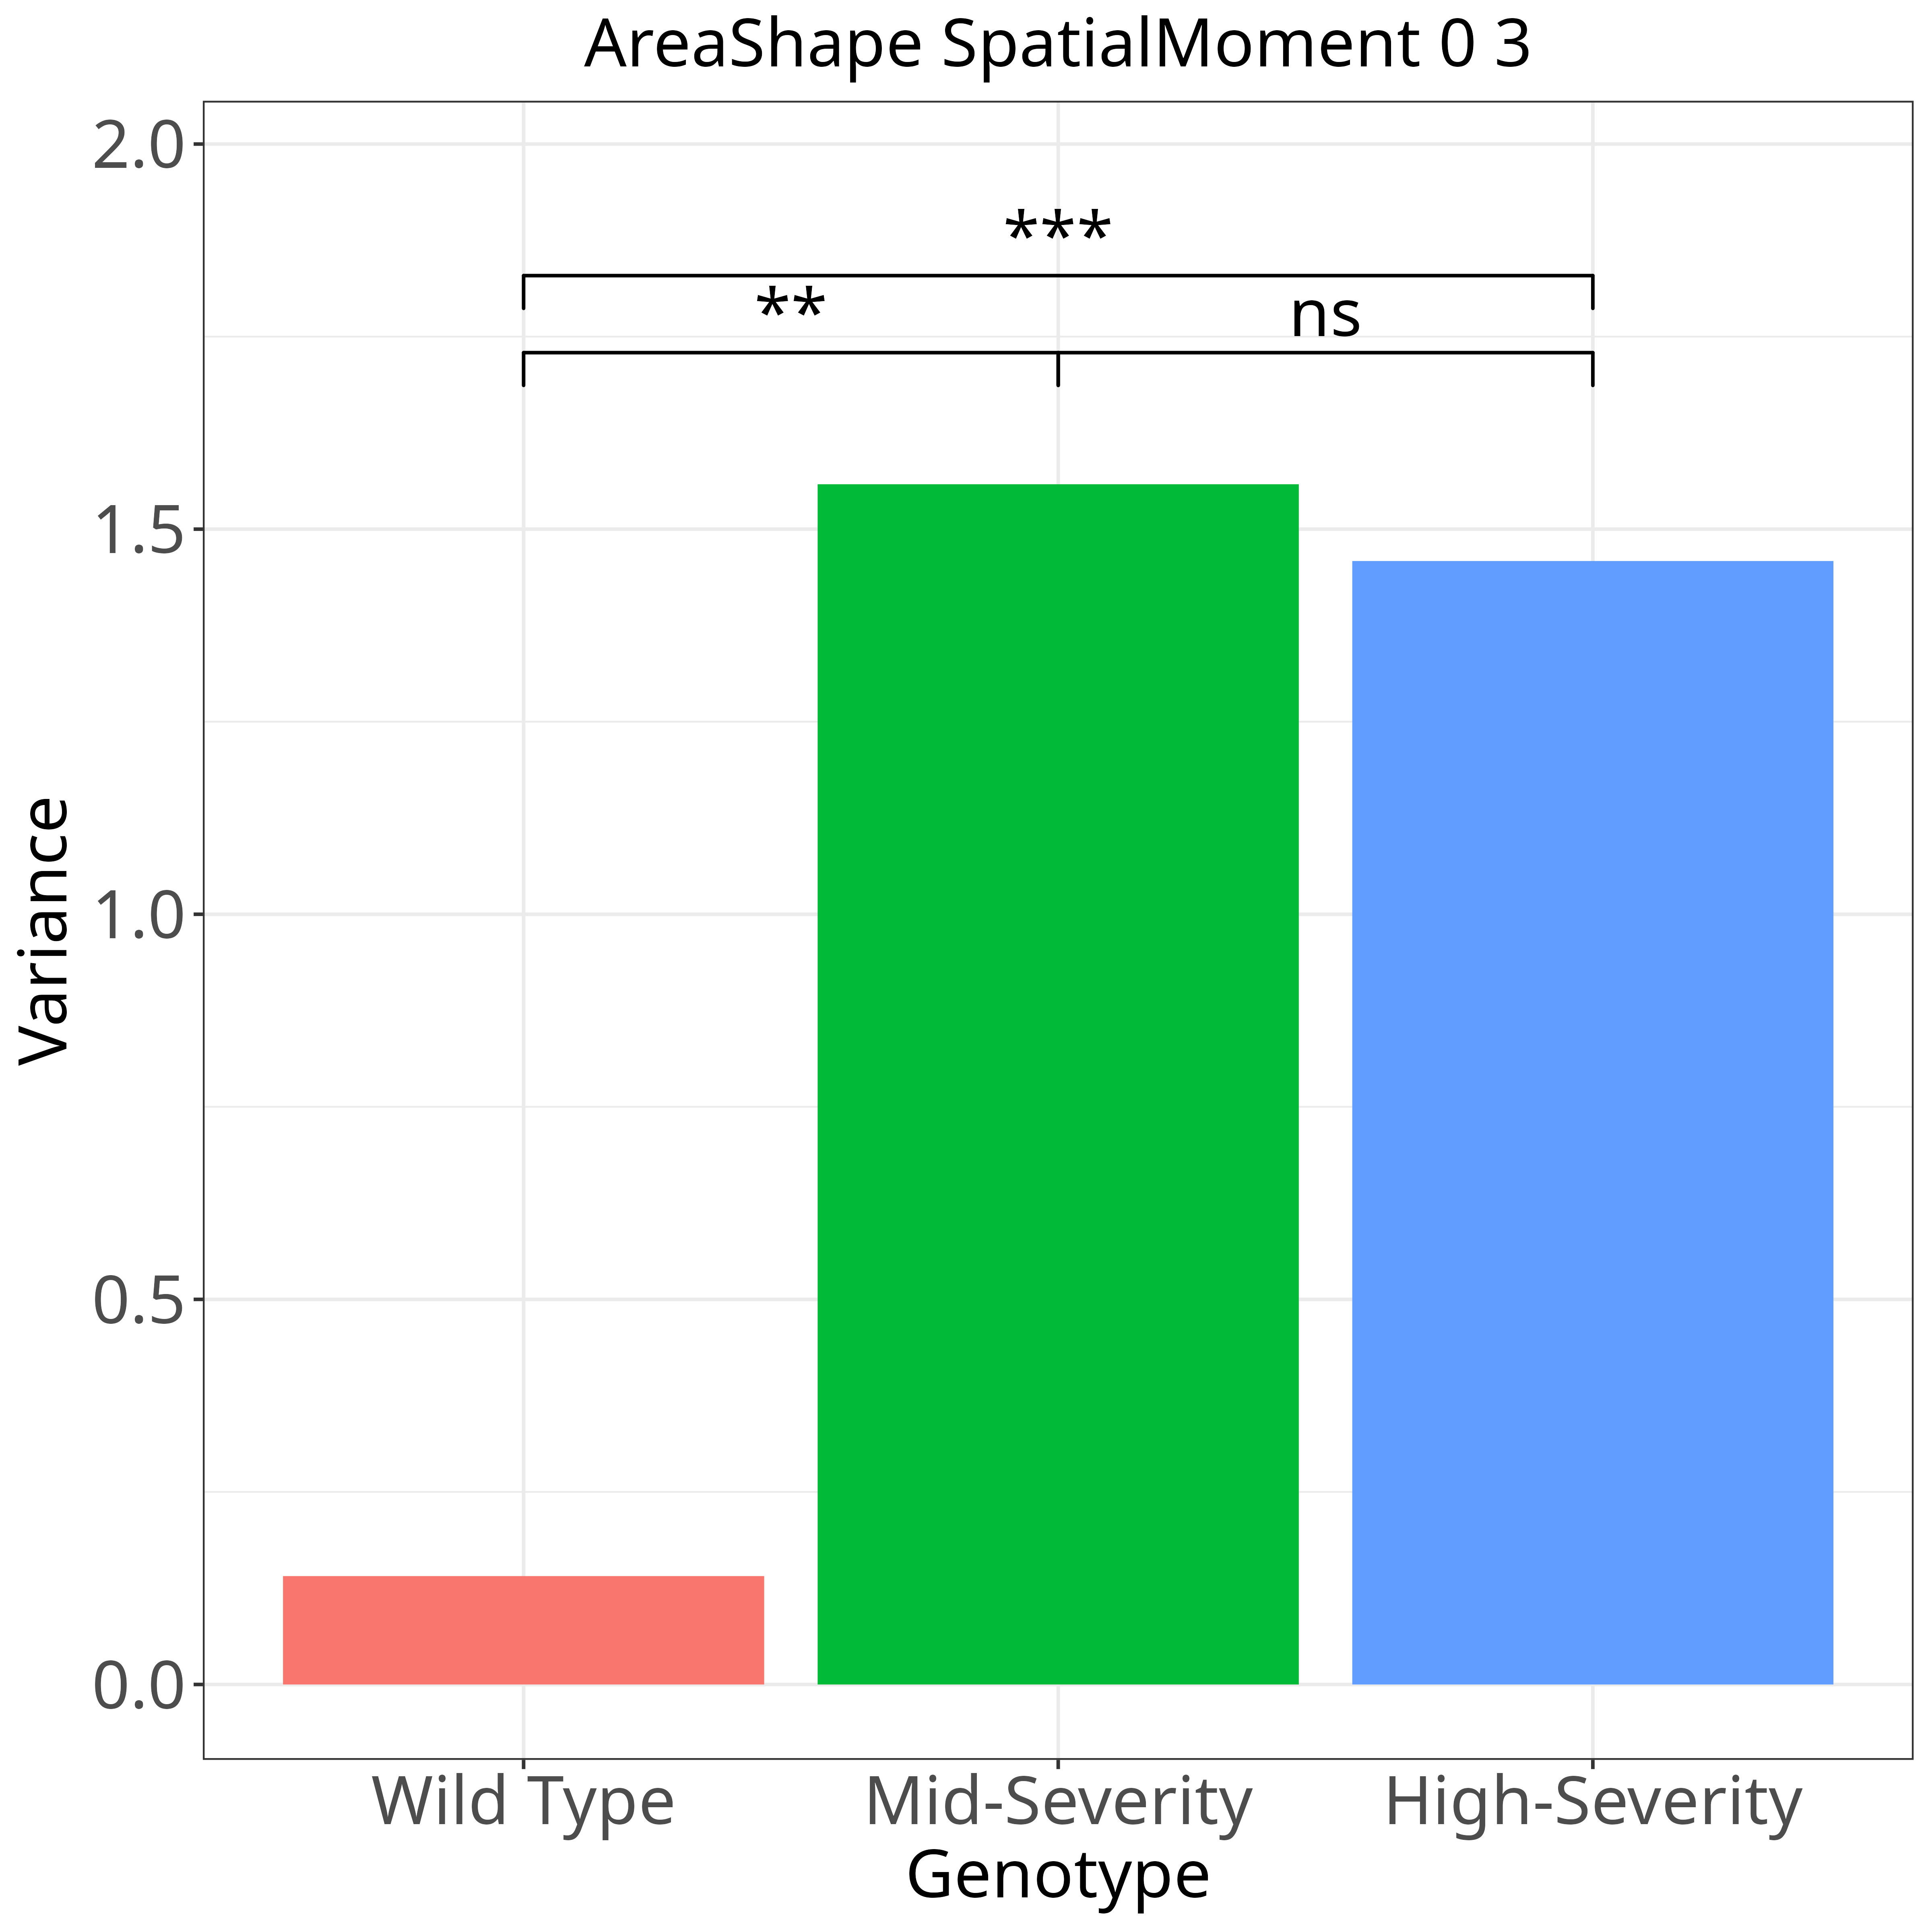 AreaShape SpatialMoment 0 3
2.0
***
**
ns
1.5
1.0
0.5
0.0
Variance
Wild Type Mid-Severity High-Severity
Genotype